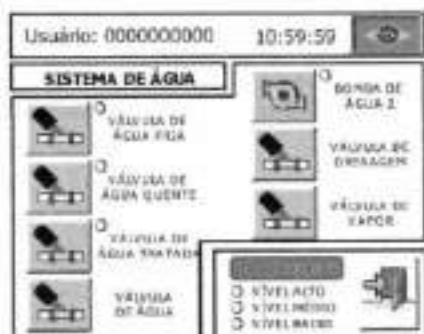 Usuário: 0000000000
10:59:59
SISTEMA DE ÁGUA
VÁLVULA DE
ÁGUA FRIA
VÁLVULA DE
ÁGUA QUENTE
VÁLVULA DE
ÁGUA TRATADA
VÁLVULA
DE ÁGUA
BOMBA DE
ÁGUA 2
VÁLVULA DE
DRENAGEM
VÁLVULA DE
VAPOR
NÍVEL ALTO
NÍVEL MÉDIO
NÍVEL BAIXO